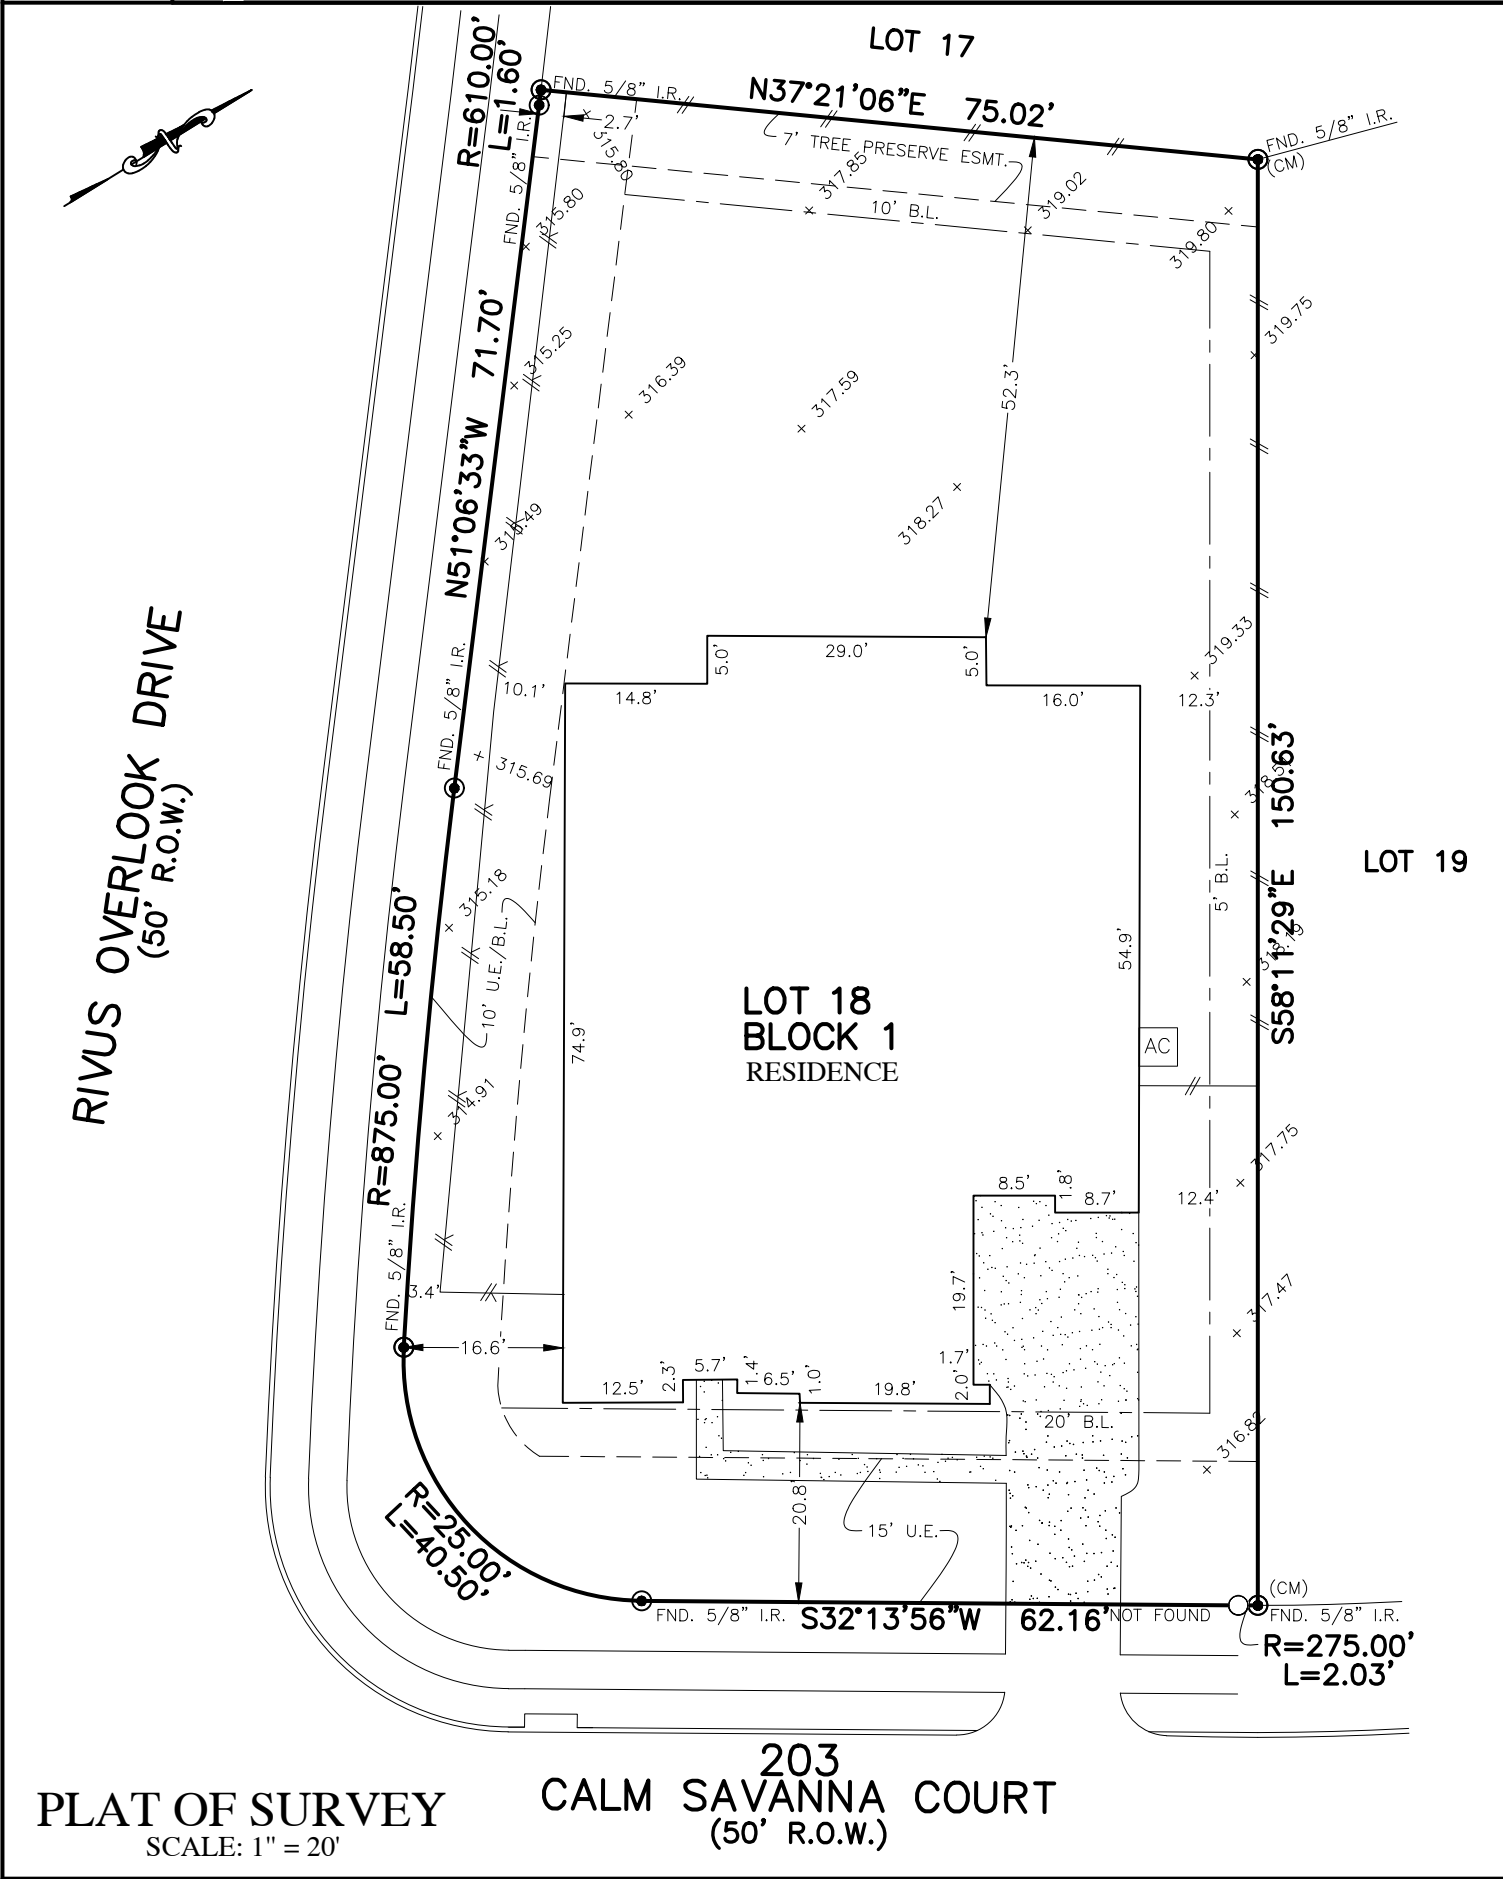 LOT 17
R=610.00'
L=1.60'
FND. 5/8" I.R.
N37°21'06"E 75.02'
FND. 5/8" I.R.
(CM)
FND. 5/8" I.R.
2.7'
7' TREE PRESERVE ESMT.
315.80
317.85
10' B.L.
319.02
319.80
315.80
319.75
N51°06'33"W 71.70'
315.25
316.39
317.59
52.3'
318.27
319.33
FND. 5/8" I.R.
10.1'
5.0'
29.0'
5.0'
14.8'
16.0'
12.3'
S58°11'29"E 150.63'
315.69
RIVUS OVERLOOK DRIVE
(50' R.O.W.)
LOT 19
5' B.L.
315.18
10' U.E./B.L.
R=875.00' L=58.50'
54.9'
74.9'
LOT 18
BLOCK 1
RESIDENCE
AC
314.91
317.75
8.5'
1.8'
8.7'
12.4'
FND. 5/8" I.R.
3.4'
19.7'
317.47
16.6'
12.5'
2.3'
5.7'
1.4'
6.5'
1.0'
19.8'
1.7'
2.0'
20' B.L.
316.82
20.8'
15' U.E.
R=25.00'
L=40.50'
FND. 5/8" I.R.
S32°13'56"W 62.16'
NOT FOUND
(CM)
FND. 5/8" I.R.
R=275.00'
L=2.03'
203
CALM SAVANNA COURT
(50' R.O.W.)
PLAT OF SURVEY
SCALE: 1" = 20'